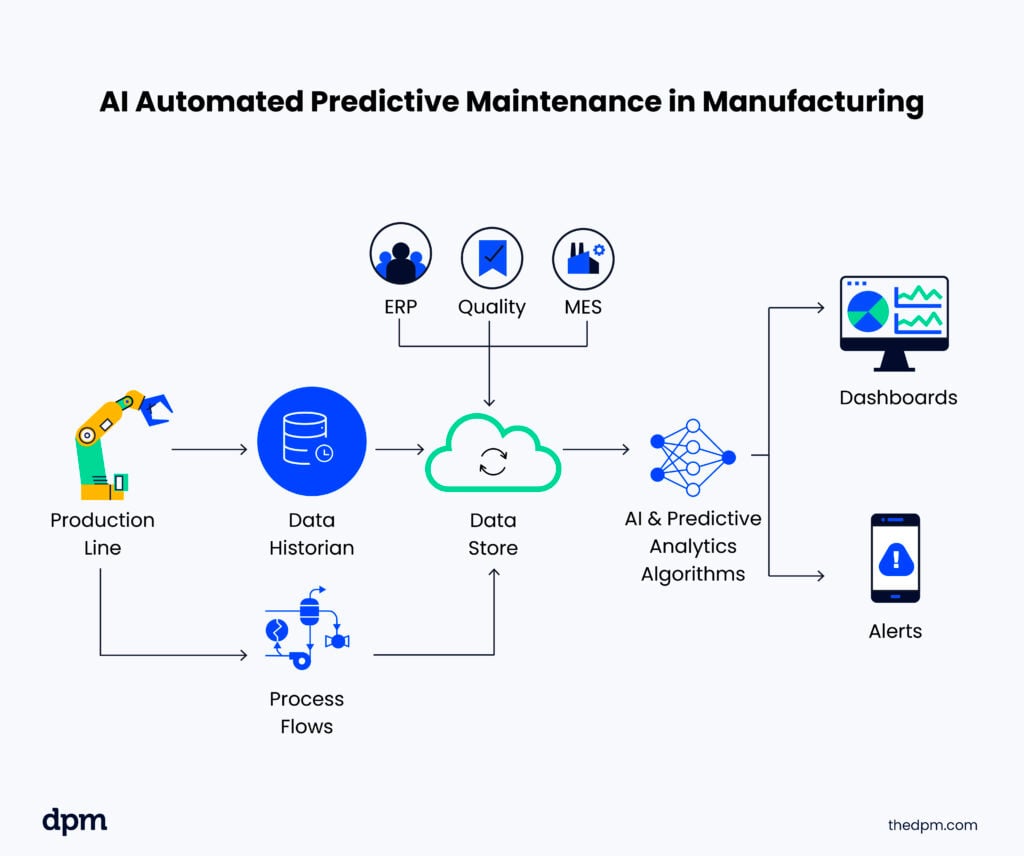 AI Automated Predictive Maintenance in Manufacturing
ERP
Quality
MES
Dashboards
Production
Line
Data
Historian
Data
Store
AI & Predictive
Analytics
Algorithms
Alerts
Process
Flows
dpm
thedpm.com